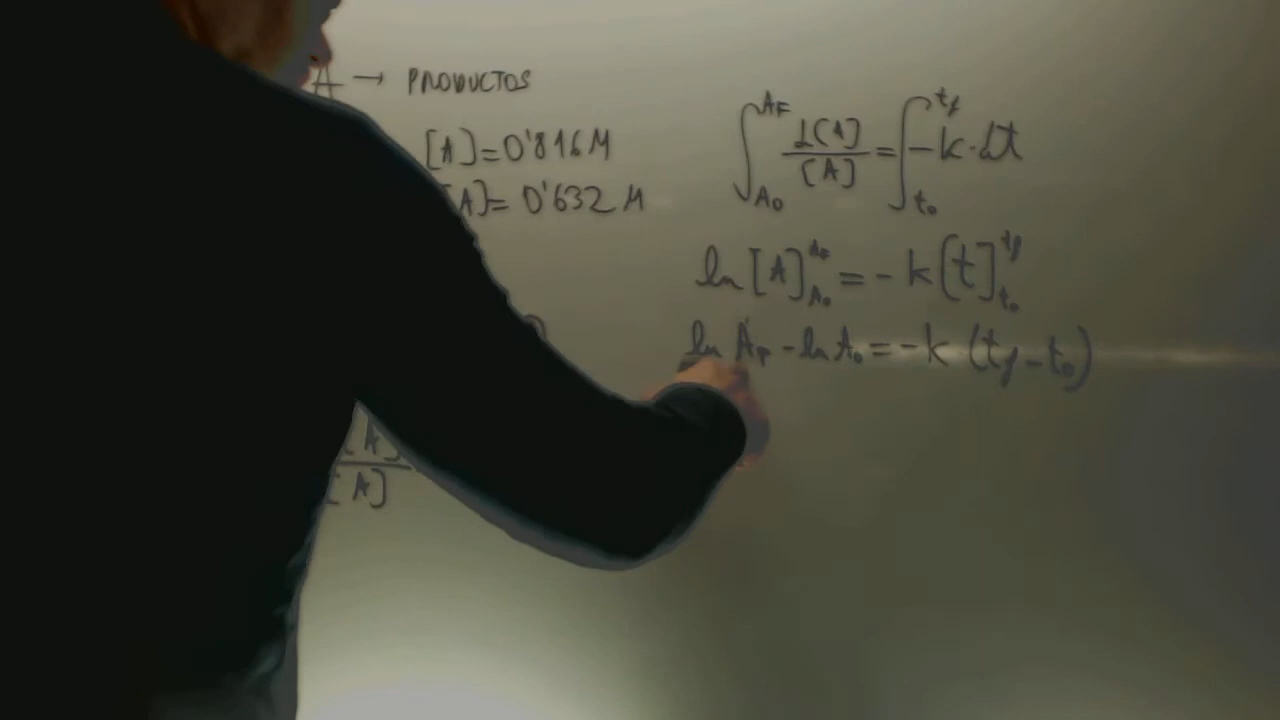 A → PRODUCTOS
[A]=0'816M
[A]= 0'632 M
[A]
[A]
∫_{A₀}^{A_F} d[A]/[A] = ∫_{t₀}^{t_f} -k·dt
ln [A]_{A₀}^{A_F} = -k [t]_{t₀}^{t_f}
ln A_F - ln A₀ = -k (t_f - t₀)